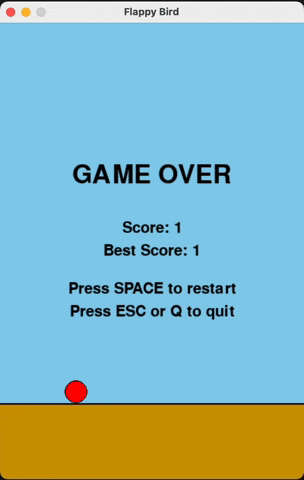 Flappy Bird
GAME OVER
Score: 1
Best Score: 1
Press SPACE to restart
Press ESC or Q to quit